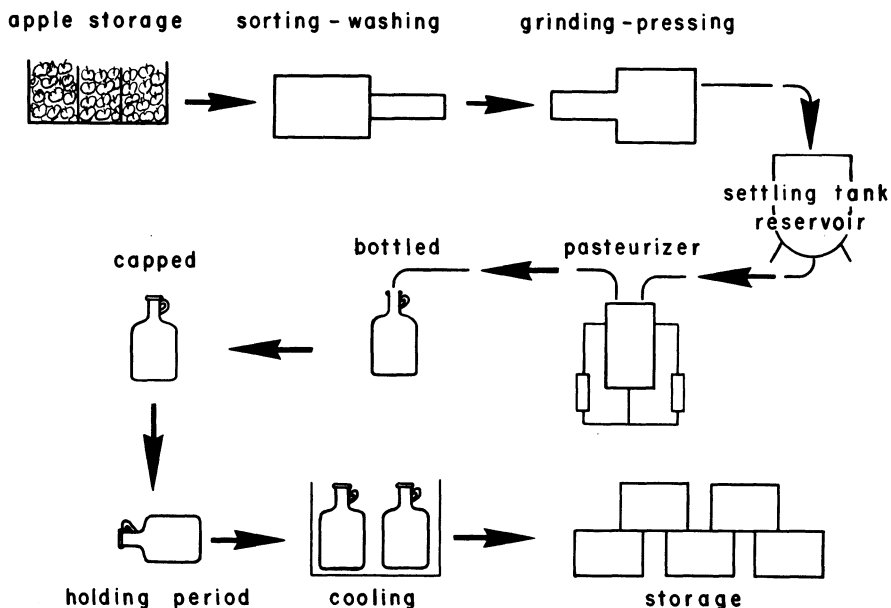 apple storage
sorting - washing
grinding - pressing
settling tank
reservoir
pasteurizer
bottled
capped
holding period
cooling
storage